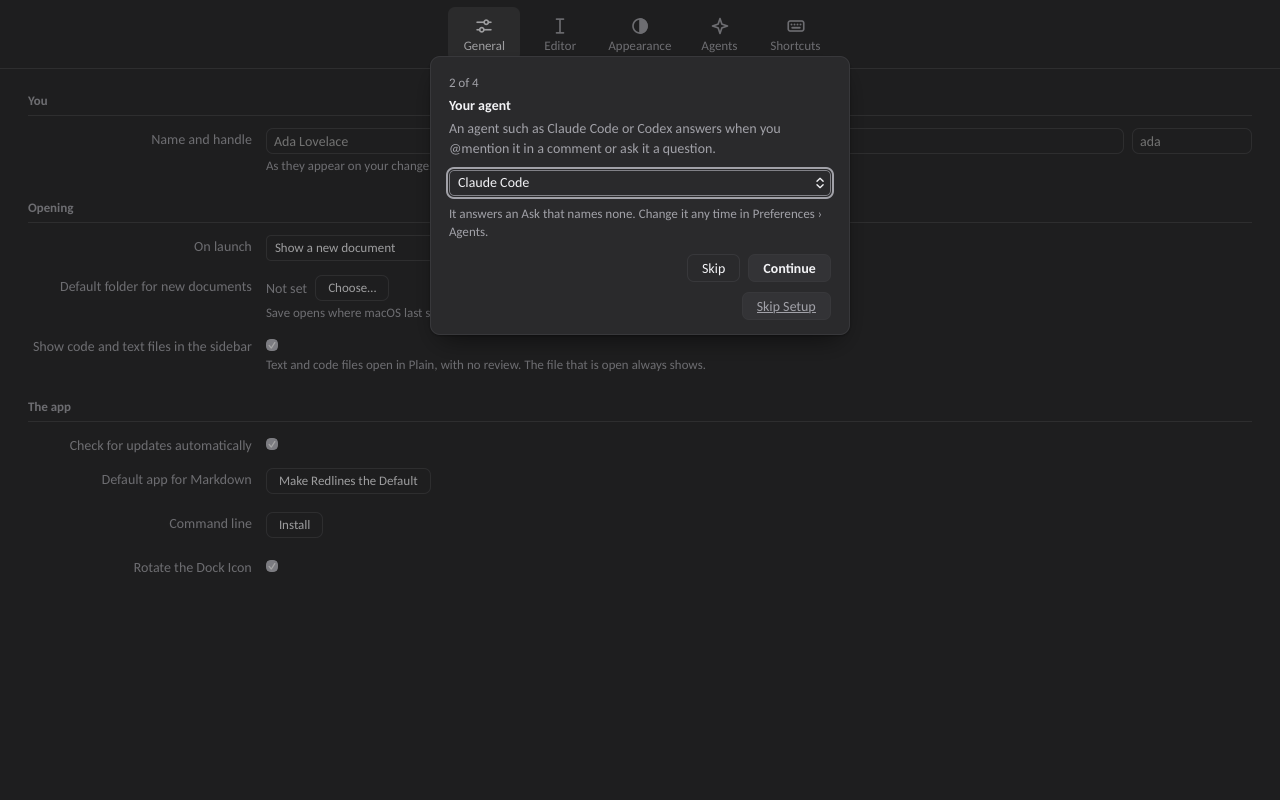 General
Editor
Appearance
Agents
Shortcuts
2 of 4
Your agent
An agent such as Claude Code or Codex answers when you
@mention it in a comment or ask it a question.
Claude Code
It answers an Ask that names none. Change it any time in Preferences ›
Agents.
Skip
Continue
Skip Setup
You
Name and handle
Ada Lovelace
ada
As they appear on your change
Opening
On launch
Show a new document
Default folder for new documents
Not set
Choose...
Save opens where macOS last s
Show code and text files in the sidebar
Text and code files open in Plain, with no review. The file that is open always shows.
The app
Check for updates automatically
Default app for Markdown
Make Redlines the Default
Command line
Install
Rotate the Dock Icon